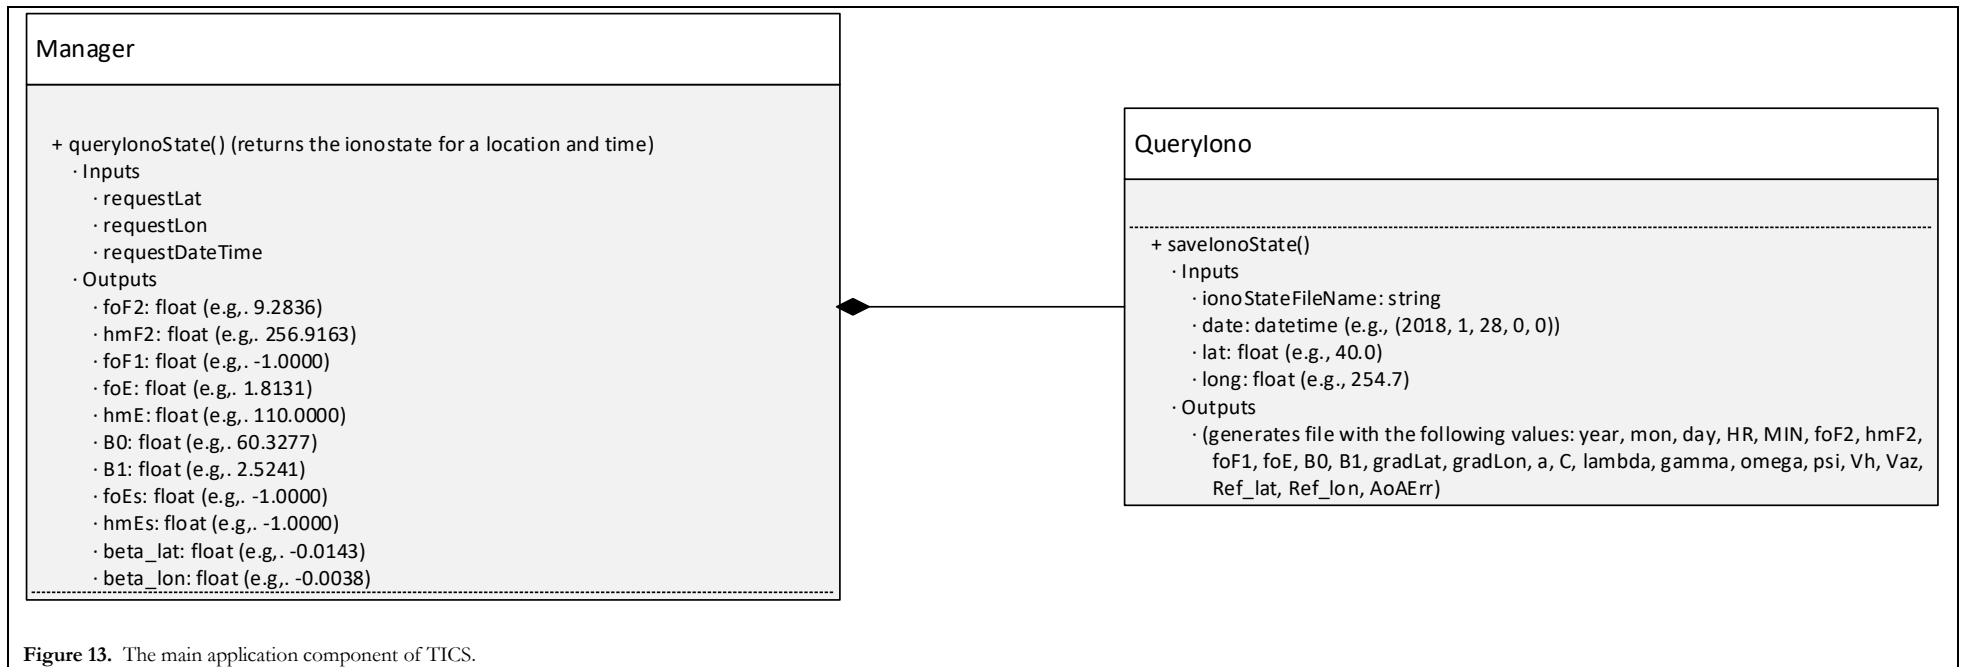 Manager
+ queryIonoState() (returns the ionostate for a location and time)
· Inputs
· requestLat
· requestLon
· requestDateTime
· Outputs
· foF2: float (e.g,. 9.2836)
· hmF2: float (e.g,. 256.9163)
· foF1: float (e.g,. -1.0000)
· foE: float (e.g,. 1.8131)
· hmE: float (e.g,. 110.0000)
· B0: float (e.g,. 60.3277)
· B1: float (e.g,. 2.5241)
· foEs: float (e.g,. -1.0000)
· hmEs: float (e.g,. -1.0000)
· beta_lat: float (e.g,. -0.0143)
· beta_lon: float (e.g,. -0.0038)
QueryIono
+ saveIonoState()
· Inputs
· ionoStateFileName: string
· date: datetime (e.g., (2018, 1, 28, 0, 0))
· lat: float (e.g., 40.0)
· long: float (e.g., 254.7)
· Outputs
· (generates file with the following values: year, mon, day, HR, MIN, foF2, hmF2,
foF1, foE, B0, B1, gradLat, gradLon, a, C, lambda, gamma, omega, psi, Vh, Vaz,
Ref_lat, Ref_lon, AoAErr)
Figure 13. The main application component of TICS.